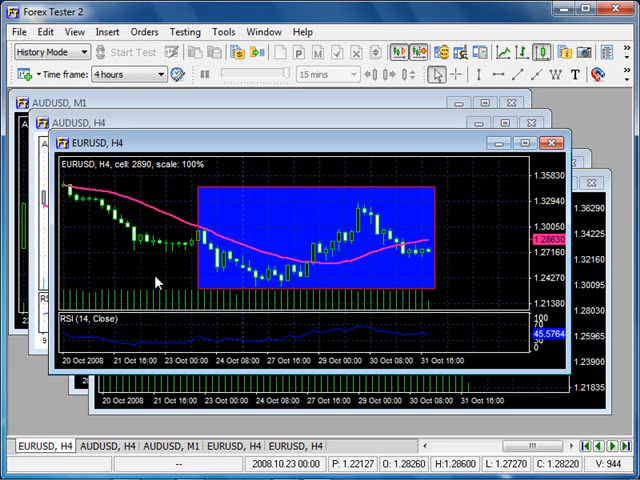 Forex Tester 2
File Edit View Insert Orders Testing Tools Window Help
History Mode Start Test
Time frame: 4 hours 15 mins
AUDUSD, M1
AUDUSD, H4
EURUSD, H4
EURUSD, H4, cell: 2890, scale: 100%
1.35830
1.32940
1.30050
1.28630
1.27160
1.24270
1.21380
RSI (14, Close)
100
70
45.5764
30
0
20 Oct 2008 21 Oct 16:00 23 Oct 00:00 24 Oct 08:00 27 Oct 16:00 29 Oct 00:00 30 Oct 08:00 31 Oct 16:00
1.36290
1.33905
1.31520
1.29135
1.28630
1.25965
1.23900
1.21835
20 Oct 2008 21 Oct 16:00 23 Oct 00:00 24 Oct 08:00 27 Oct 16:00 29 Oct 00:00 30 Oct 08:00 31 Oct 16:00
EURUSD, H4 AUDUSD, H4 AUDUSD, M1 EURUSD, H4 EURUSD, H4
-- 2008.10.23 00:00 P: 1.22127 O: 1.28260 H: 1.28600 L: 1.27270 C: 1.28220 V: 944